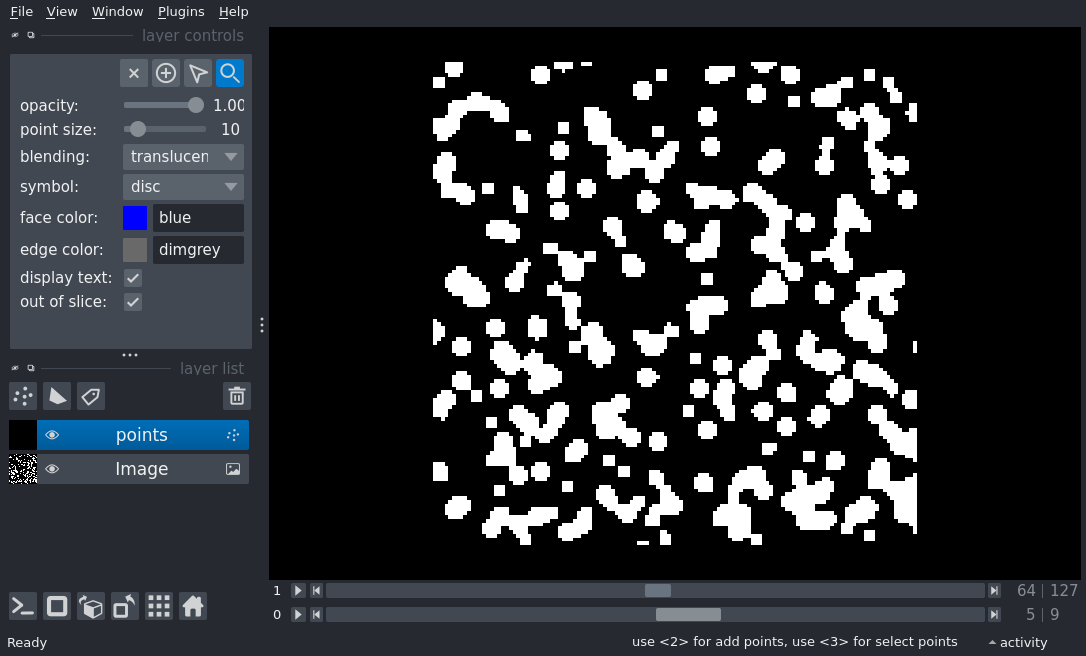 File View Window Plugins Help
layer controls
opacity: 1.00
point size: 10
blending: translucen
symbol: disc
face color: blue
edge color: dimgrey
display text:
out of slice:
layer list
points
Image
1 64 | 127
0 5 | 9
Ready use <2> for add points, use <3> for select points activity